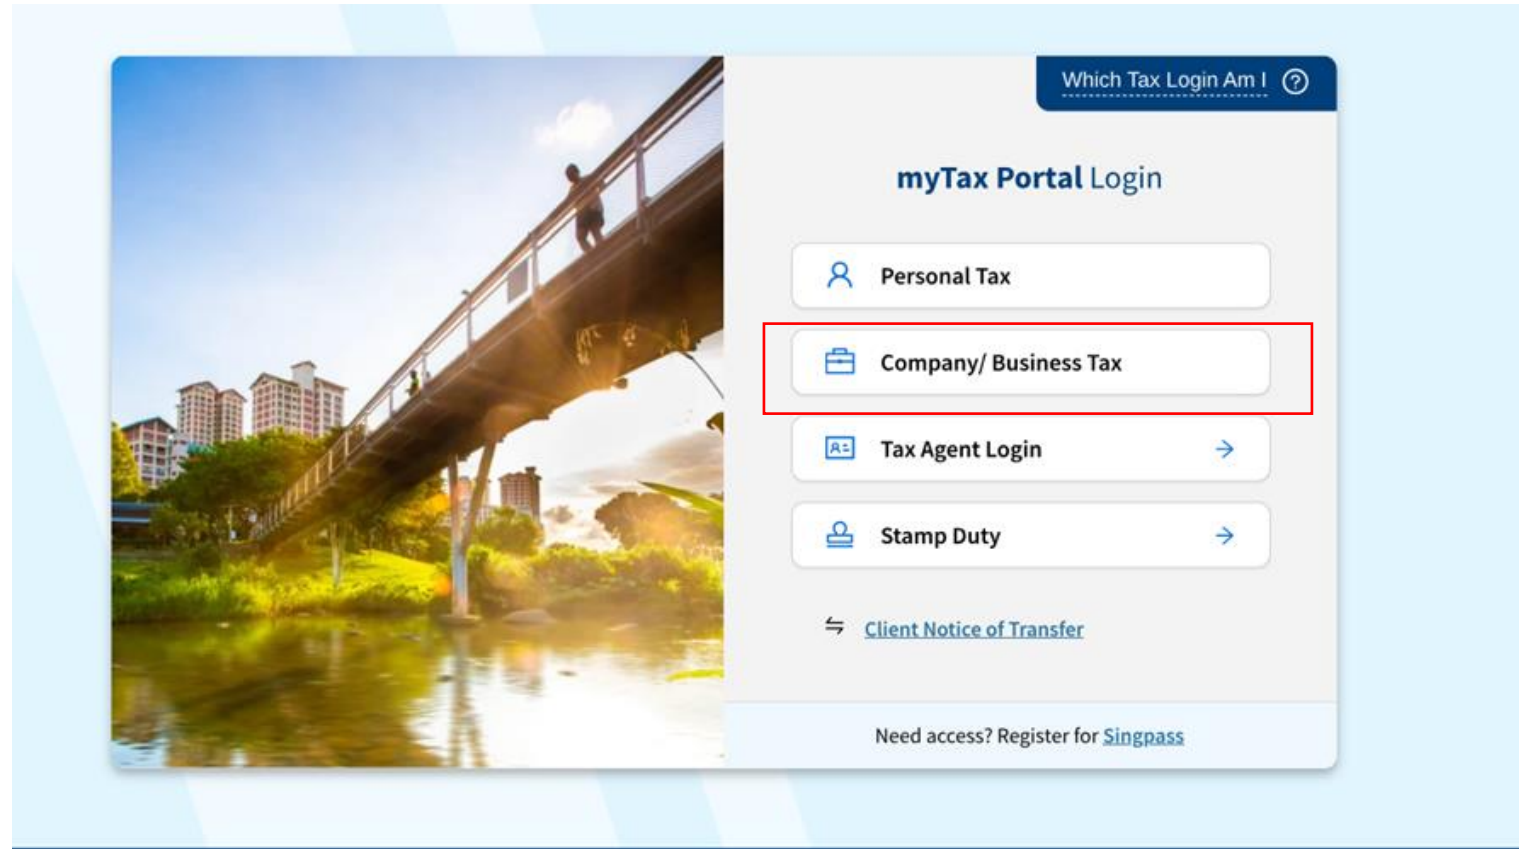 Which Tax Login Am I
myTax Portal Login
Personal Tax
Company/ Business Tax
Tax Agent Login
Stamp Duty
Client Notice of Transfer
Need access? Register for Singpass